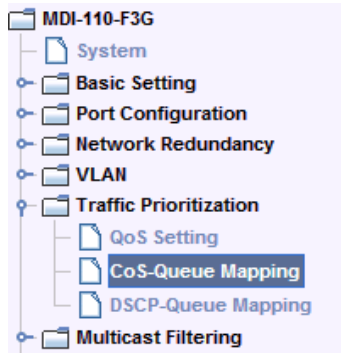 MDI-110-F3G
System
Basic Setting
Port Configuration
Network Redundancy
VLAN
Traffic Prioritization
QoS Setting
CoS-Queue Mapping
DSCP-Queue Mapping
Multicast Filtering